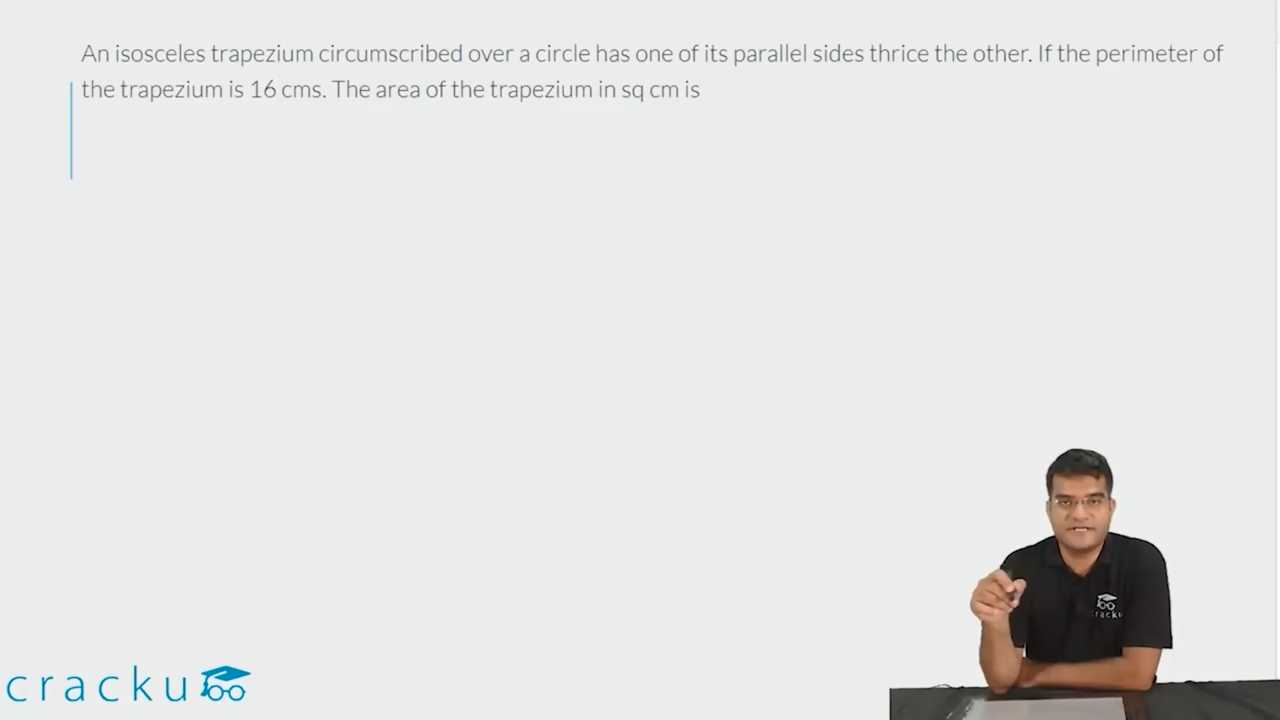 An isosceles trapezium circumscribed over a circle has one of its parallel sides thrice the other. If the perimeter of
the trapezium is 16 cms. The area of the trapezium in sq cm is
cracku
cracku